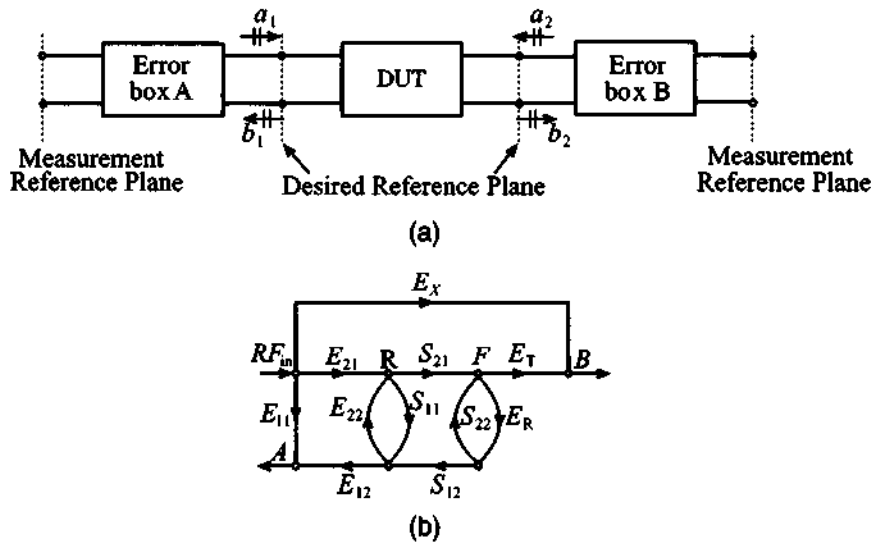 a1 a2
Error box A
DUT
Error box B
b1 b2
Measurement Reference Plane
Desired Reference Plane
Measurement Reference Plane
(a)
EX
RFin E21 R S21 F ET B
E11 E22 S11 S22 ER
A E12 S12
(b)